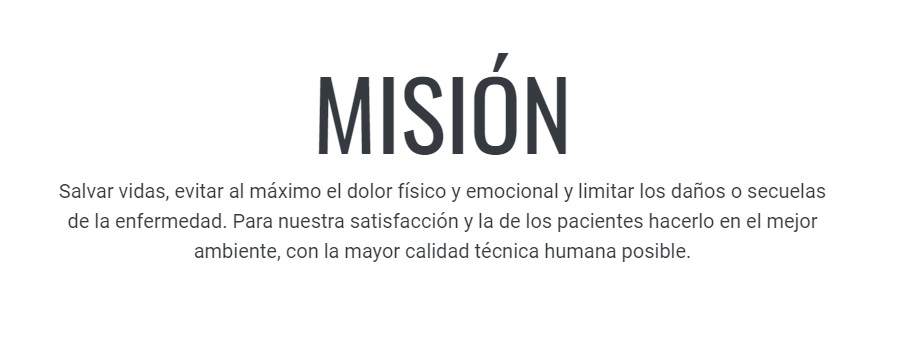 MISIÓN
Salvar vidas, evitar al máximo el dolor físico y emocional y limitar los daños o secuelas
de la enfermedad. Para nuestra satisfacción y la de los pacientes hacerlo en el mejor
ambiente, con la mayor calidad técnica humana posible.